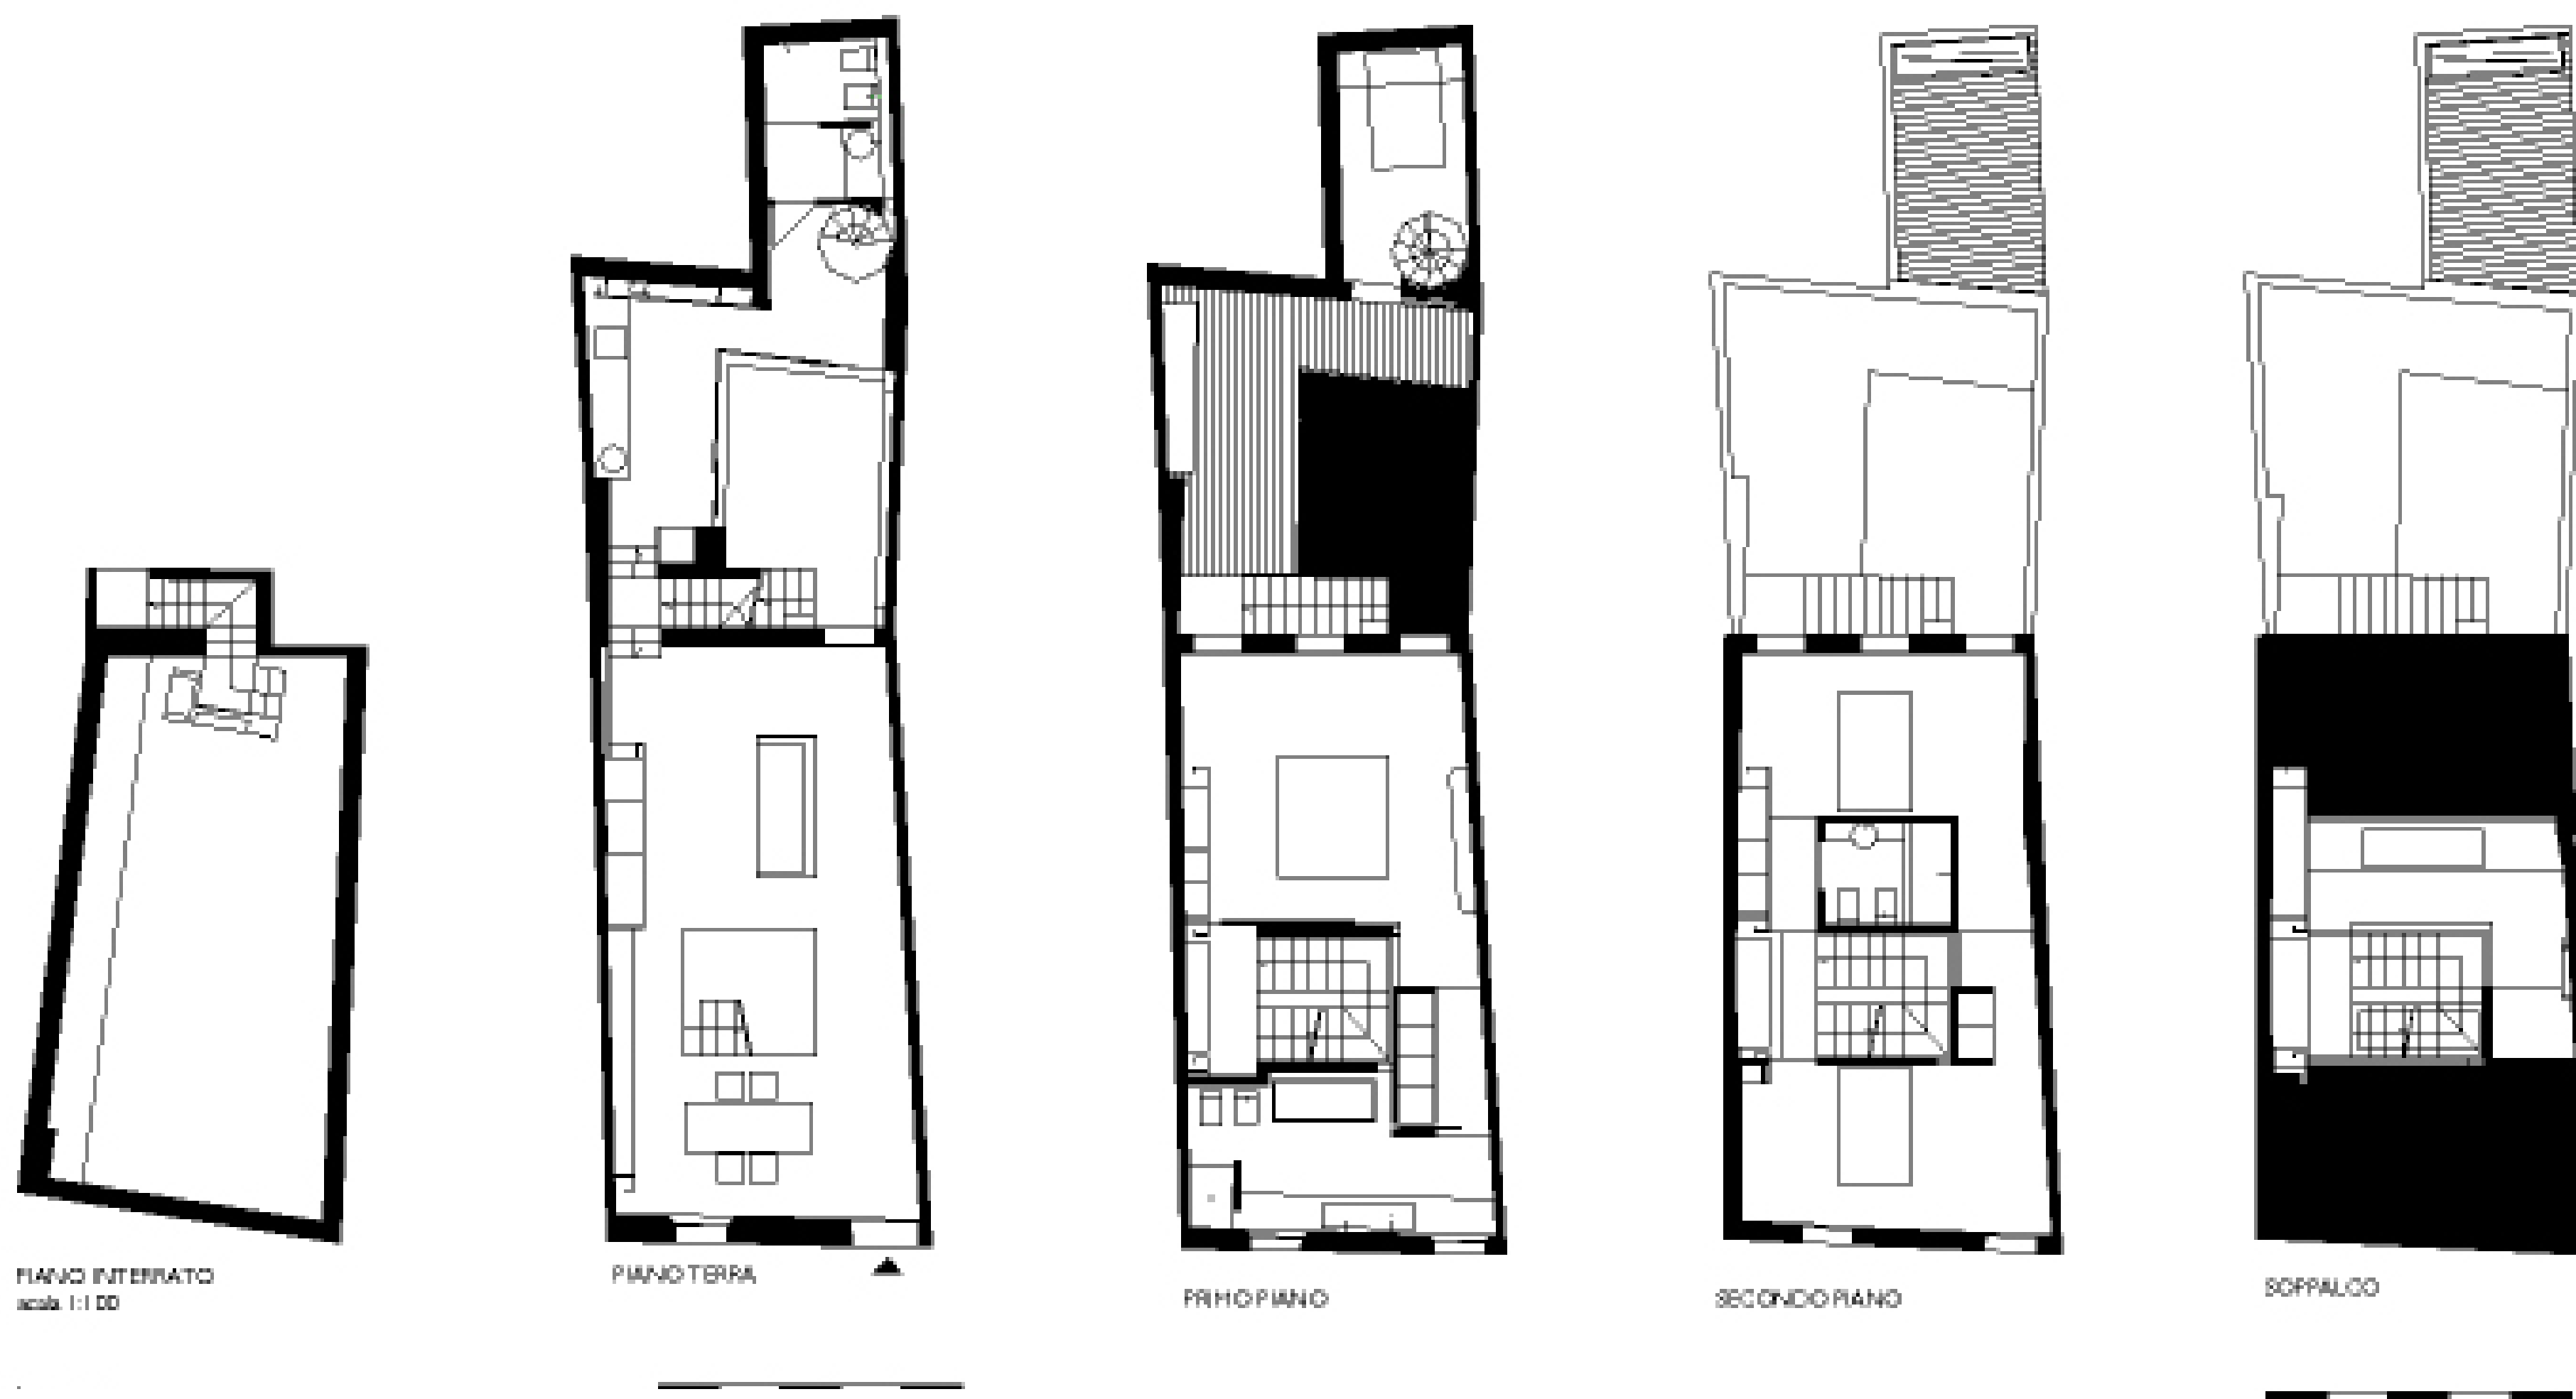 PIANO INTERRATO
scala 1:100
PIANO TERRA
PRIMO PIANO
SECONDO PIANO
SOPPALCO